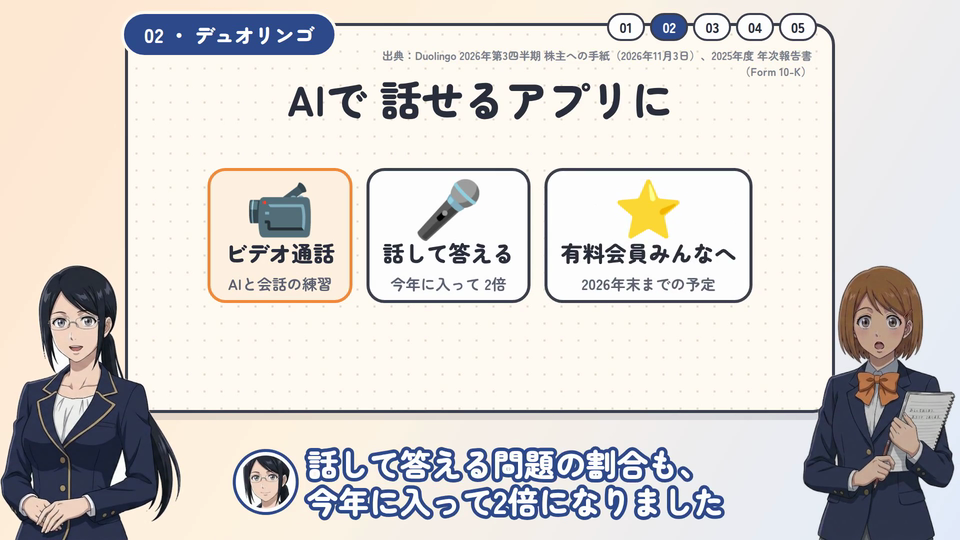 02 ・ デュオリンゴ
01 02 03 04 05
出典：Duolingo 2026年第3四半期 株主への手紙（2026年11月3日）、2025年度 年次報告書
（Form 10-K）
AIで 話せるアプリに
ビデオ通話
AIと会話の練習
話して答える
今年に入って 2倍
有料会員みんなへ
2026年末までの予定
話して答える問題の割合も、
今年に入って2倍になりました